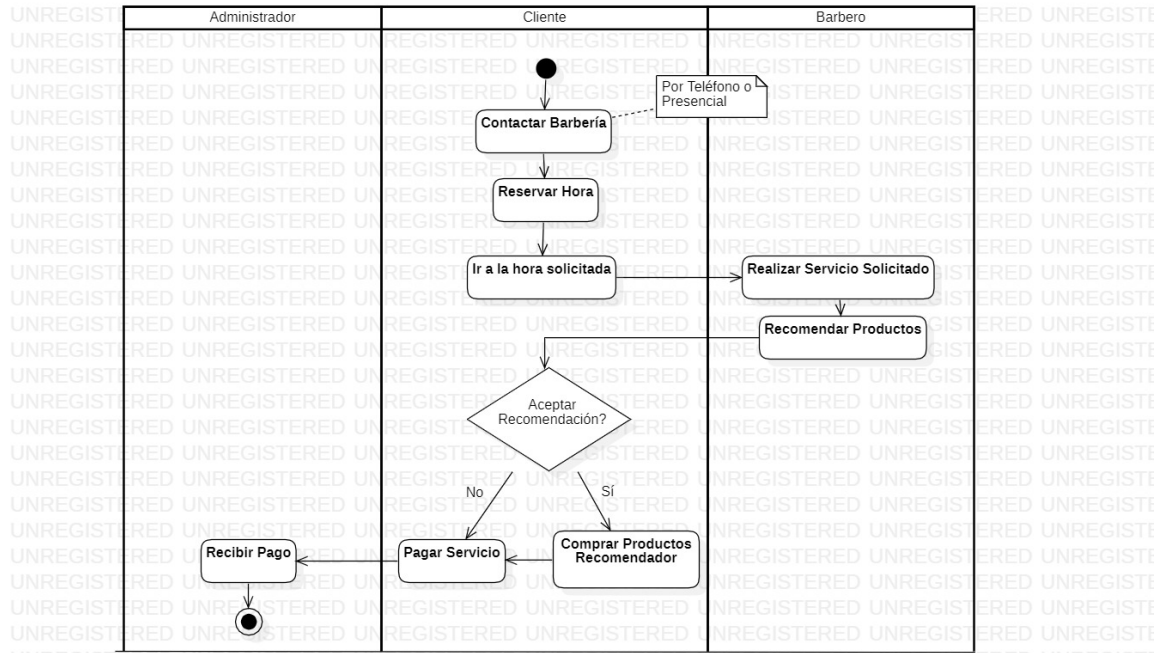 Administrador
Cliente
Barbero
Por Teléfono o
Presencial
Contactar Barbería
Reservar Hora
Ir a la hora solicitada
Realizar Servicio Solicitado
Recomendar Productos
Aceptar
Recomendación?
No
Sí
Comprar Productos
Recomendador
Pagar Servicio
Recibir Pago
UNREGISTERED